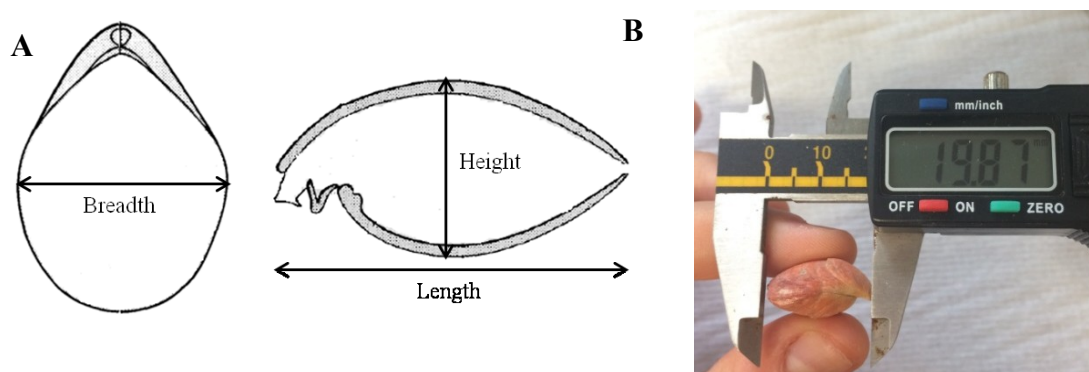 A
Breadth
Height
Length
B
mm/inch
0 10
19.87
OFF ON ZERO